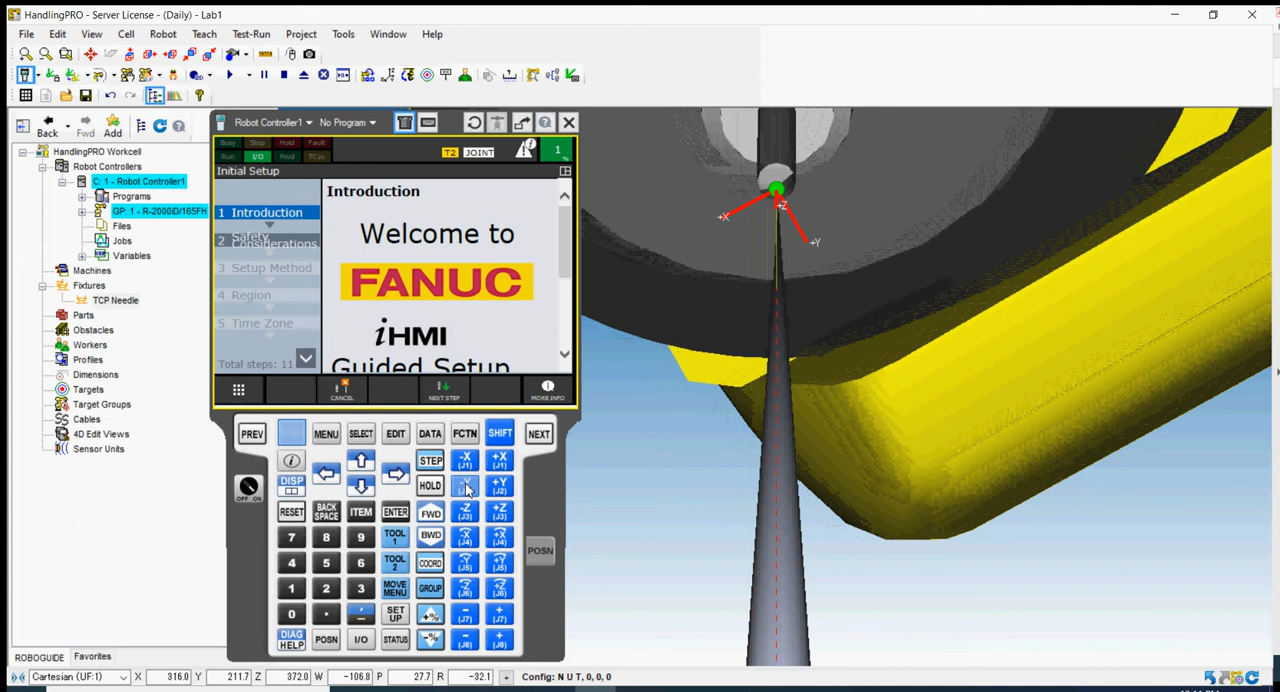 HandlingPRO - Server License - (Daily) - Lab1
File Edit View Cell Robot Teach Test-Run Project Tools Window Help
Back Fwd Add
HandlingPRO Workcell
Robot Controllers
C: 1 - Robot Controller1
Programs
GP: 1 - R-2000iD/165FH
Files
Jobs
Variables
Machines
Fixtures
TCP Needle
Parts
Obstacles
Workers
Profiles
Dimensions
Targets
Target Groups
Cables
4D Edit Views
Sensor Units
ROBOGUIDE Favorites
Robot Controller1 No Program
Busy Step Hold Fault
Run I/O Prod TCyc
T2 JOINT 1 %
Initial Setup
1 Introduction
2 Safety Considerations
3 Setup Method
4 Region
5 Time Zone
Total steps: 11
Introduction
Welcome to
FANUC
iHMI
Guided Setup
CANCEL NEXT STEP MORE INFO
PREV MENU SELECT EDIT DATA FCTN SHIFT NEXT
i STEP -X (J1) +X (J1)
DISP HOLD -Y +Y (J2)
OFF ON
RESET BACK SPACE ITEM ENTER FWD -Z (J3) +Z (J3)
7 8 9 TOOL 1 BWD -X (J4) +X (J4)
POSN
4 5 6 TOOL 2 COORD -Y (J5) +Y (J5)
1 2 3 MOVE MENU GROUP -Z (J6) +Z (J6)
0 . SET UP +% - (J7) + (J7)
DIAG HELP POSN I/O STATUS -% - (J8) + (J8)
+X +Z +Y
Cartesian (UF:1) X 316.0 Y 211.7 Z 372.0 W -106.8 P 27.7 R -32.1 Config: N U T, 0, 0, 0